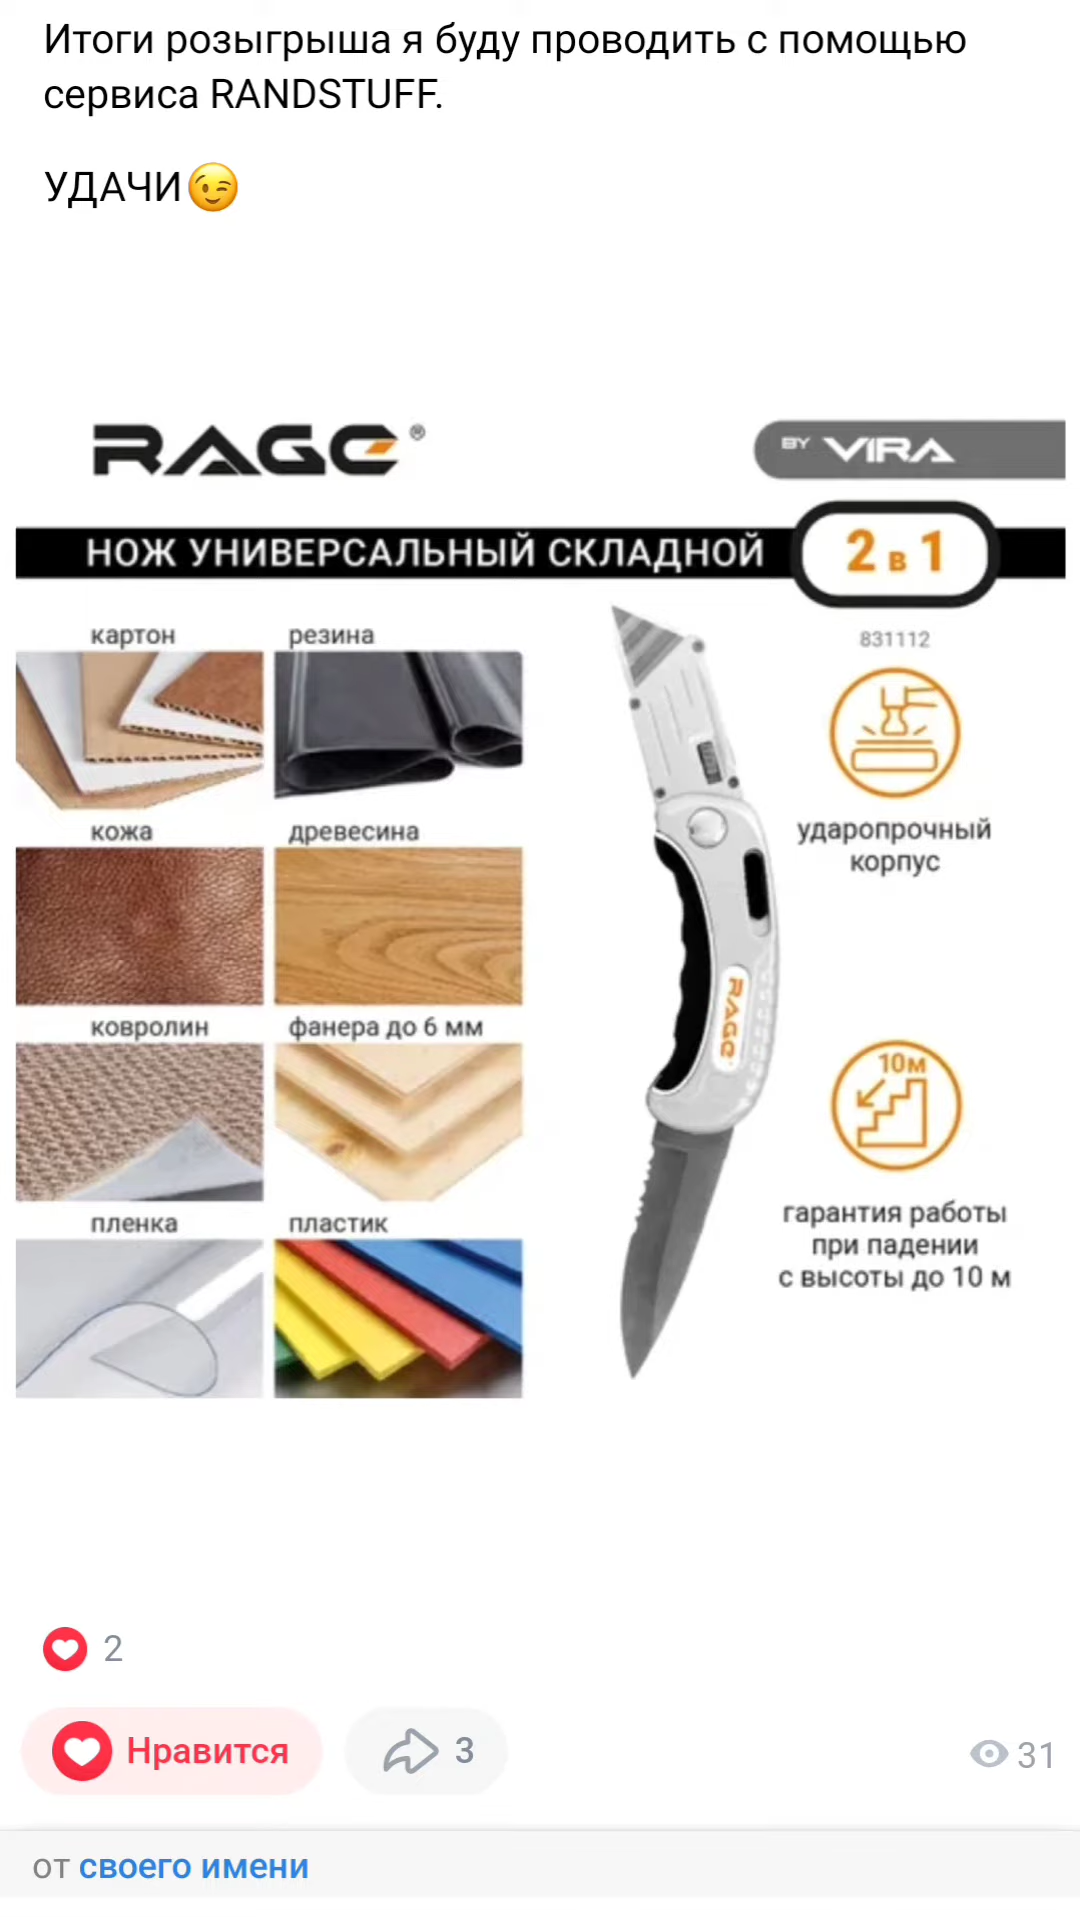 Итоги розыгрыша я буду проводить с помощью
сервиса RANDSTUFF.
УДАЧИ😉
RAGE®
BY VIRA
НОЖ УНИВЕРСАЛЬНЫЙ СКЛАДНОЙ
2 в 1
картон
резина
831112
кожа
древесина
ударопрочный
корпус
ковролин
фанера до 6 мм
RAGE
10м
пленка
пластик
гарантия работы
при падении
с высоты до 10 м
2
Нравится
3
31
от своего имени